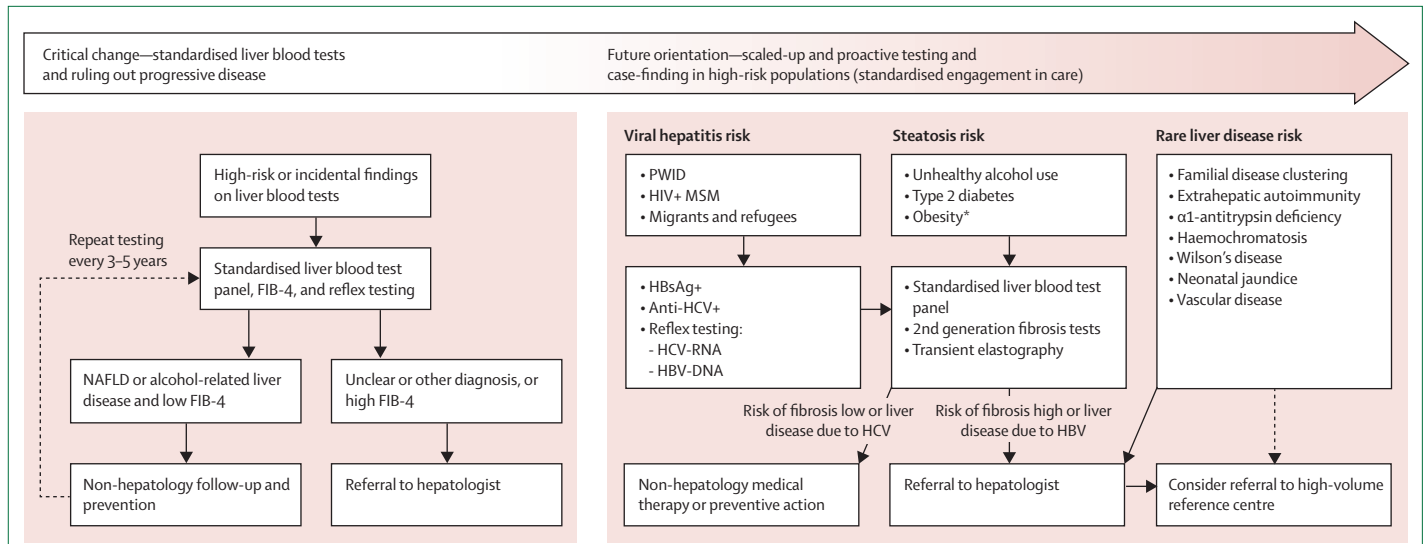 Critical change—standardised liver blood tests
and ruling out progressive disease
Future orientation—scaled-up and proactive testing and
case-finding in high-risk populations (standardised engagement in care)
High-risk or incidental findings
on liver blood tests
Repeat testing
every 3–5 years
Standardised liver blood test
panel, FIB-4, and reflex testing
NAFLD or alcohol-related liver
disease and low FIB-4
Unclear or other diagnosis, or
high FIB-4
Non-hepatology follow-up and
prevention
Referral to hepatologist
Viral hepatitis risk
• PWID
• HIV+ MSM
• Migrants and refugees
• HBsAg+
• Anti-HCV+
• Reflex testing:
- HCV-RNA
- HBV-DNA
Steatosis risk
• Unhealthy alcohol use
• Type 2 diabetes
• Obesity*
• Standardised liver blood test
panel
• 2nd generation fibrosis tests
• Transient elastography
Rare liver disease risk
• Familial disease clustering
• Extrahepatic autoimmunity
• α1-antitrypsin deficiency
• Haemochromatosis
• Wilson's disease
• Neonatal jaundice
• Vascular disease
Risk of fibrosis low or liver
disease due to HCV
Risk of fibrosis high or liver
disease due to HBV
Non-hepatology medical
therapy or preventive action
Referral to hepatologist
Consider referral to high-volume
reference centre